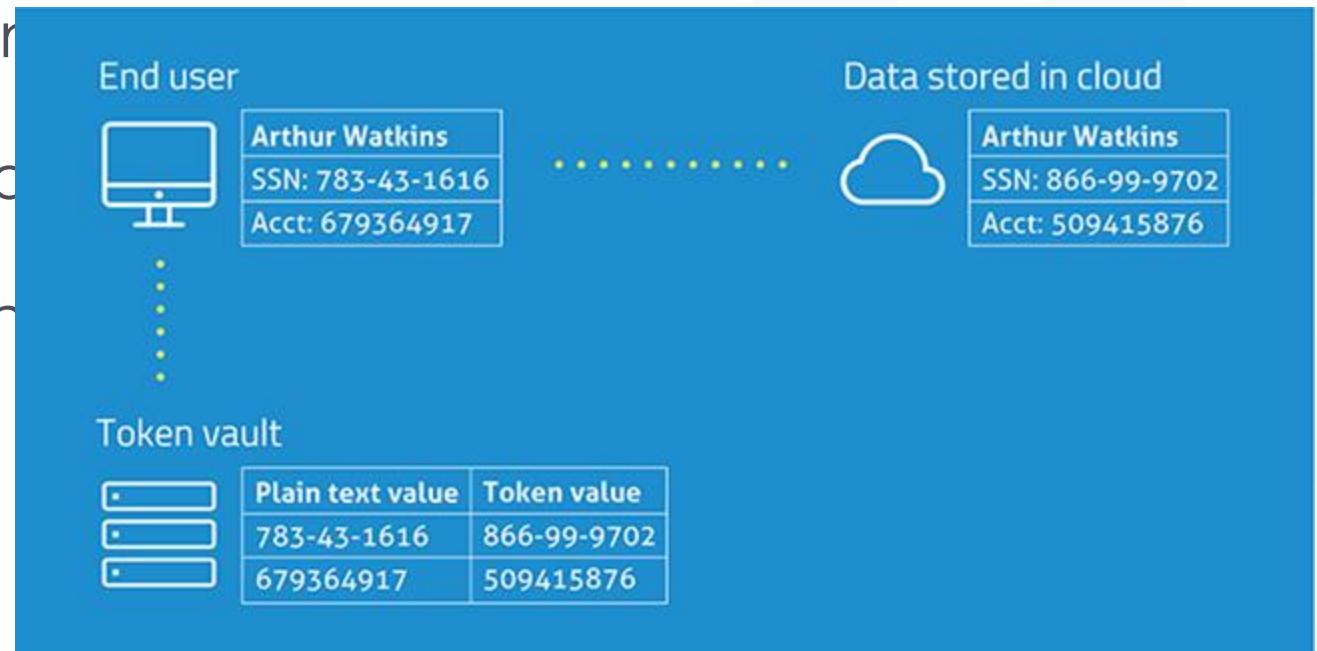 End user
Arthur Watkins
SSN: 783-43-1616
Acct: 679364917
Data stored in cloud
Arthur Watkins
SSN: 866-99-9702
Acct: 509415876
Token vault
Plain text value Token value
783-43-1616 866-99-9702
679364917 509415876